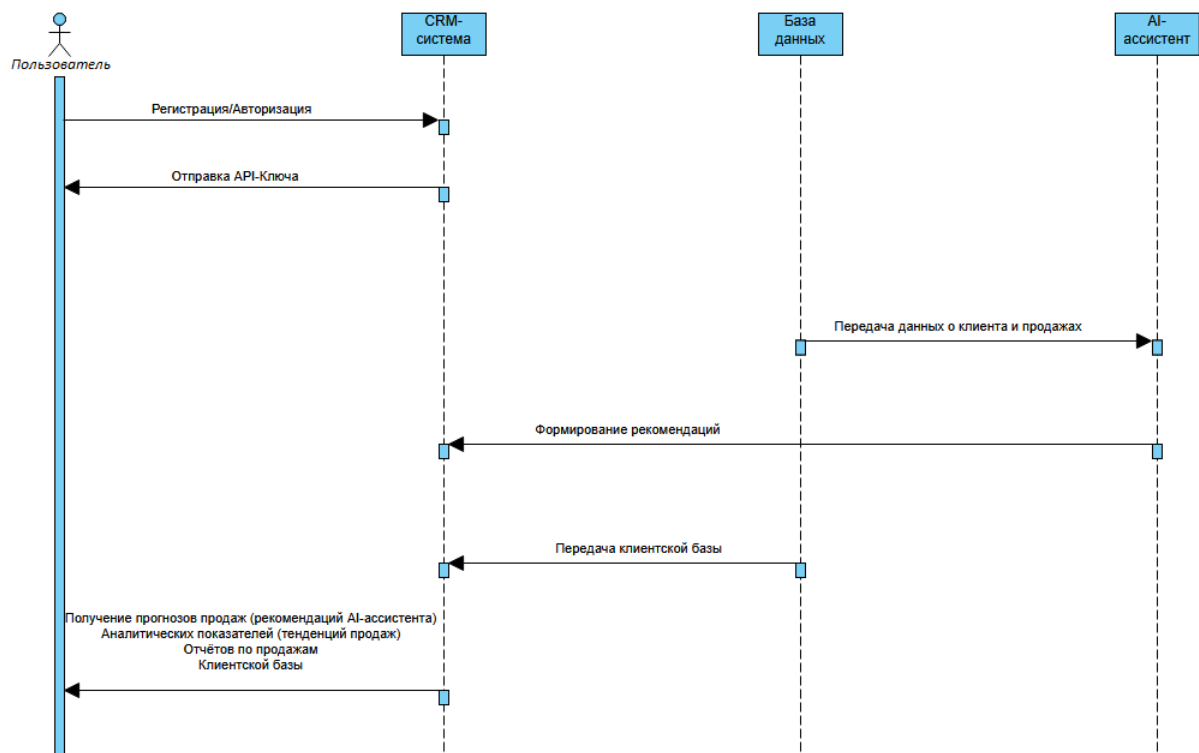 CRM-
система
База
данных
AI-
ассистент
Пользователь
Регистрация/Авторизация
Отправка API-Ключа
Передача данных о клиента и продажах
Формирование рекомендаций
Передача клиентской базы
Получение прогнозов продаж (рекомендаций AI-ассистента)
Аналитических показателей (тенденций продаж)
Отчётов по продажам
Клиентской базы